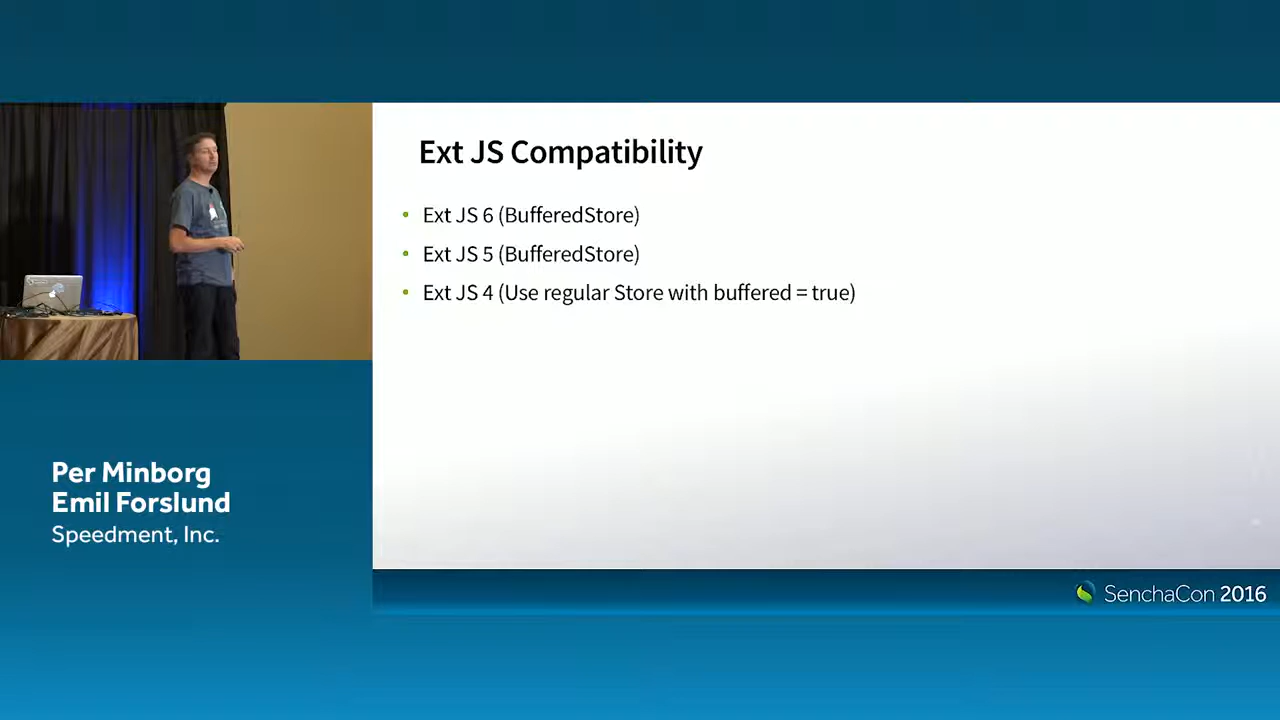 Ext JS Compatibility
• Ext JS 6 (BufferedStore)
• Ext JS 5 (BufferedStore)
• Ext JS 4 (Use regular Store with buffered = true)
Per Minborg
Emil Forslund
Speedment, Inc.
SenchaCon 2016